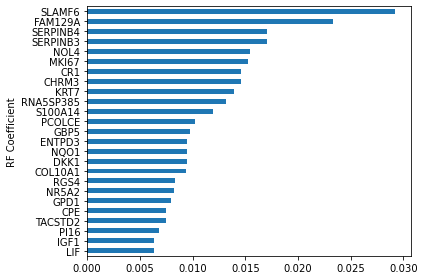 RF Coefficient
SLAMF6
FAM129A
SERPINB4
SERPINB3
NOL4
MKI67
CR1
CHRM3
KRT7
RNA5SP385
S100A14
PCOLCE
GBP5
ENTPD3
NQO1
DKK1
COL10A1
RGS4
NR5A2
GPD1
CPE
TACSTD2
PI16
IGF1
LIF
0.000 0.005 0.010 0.015 0.020 0.025 0.030